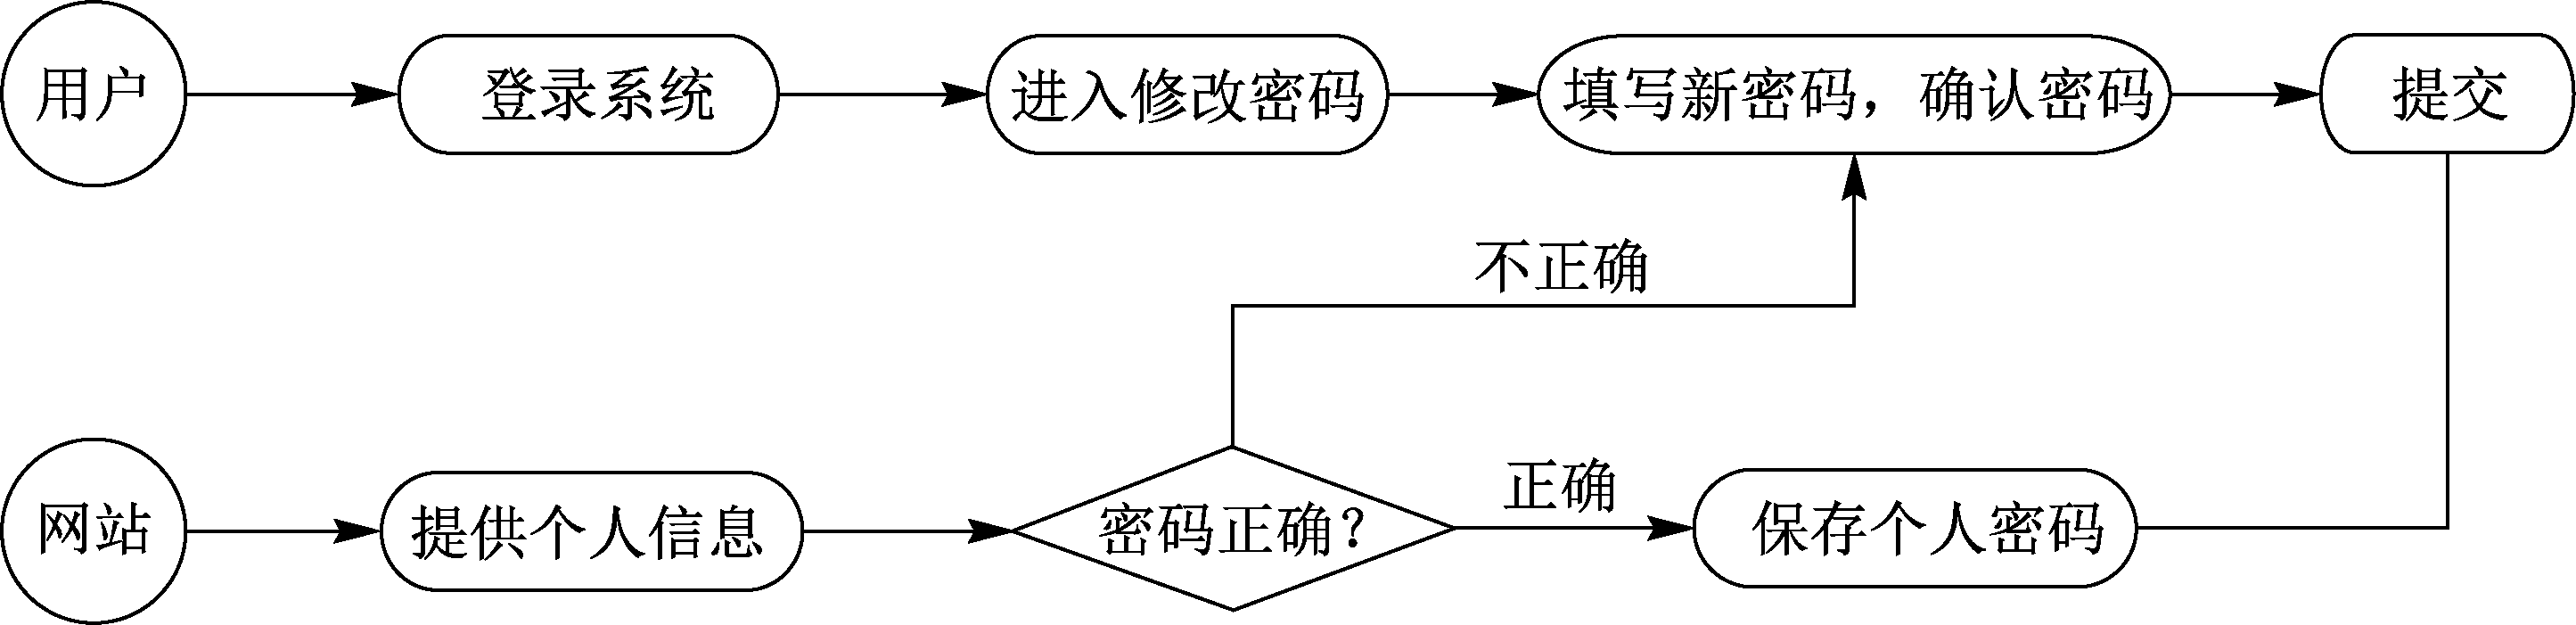 用户
登录系统
进入修改密码
填写新密码，确认密码
提交
不正确
网站
提供个人信息
密码正确？
正确
保存个人密码